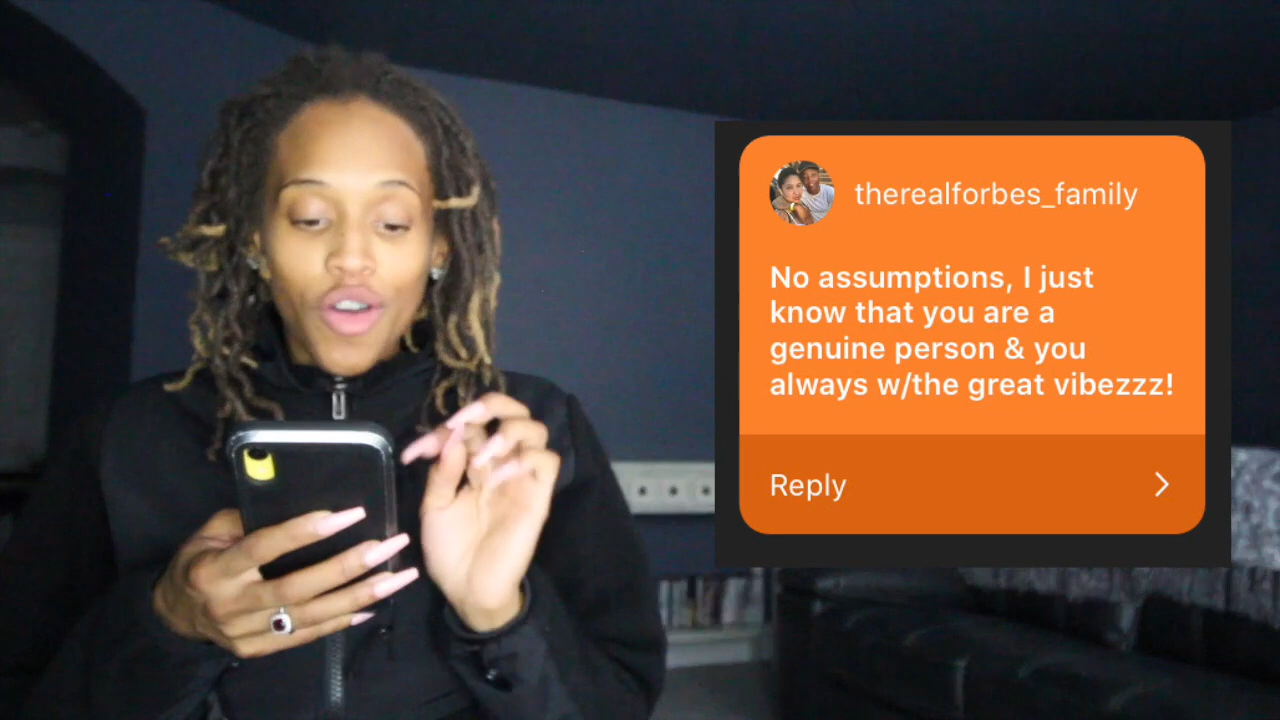 therealforbes_family
No assumptions, I just
know that you are a
genuine person & you
always w/the great vibezzz!
Reply